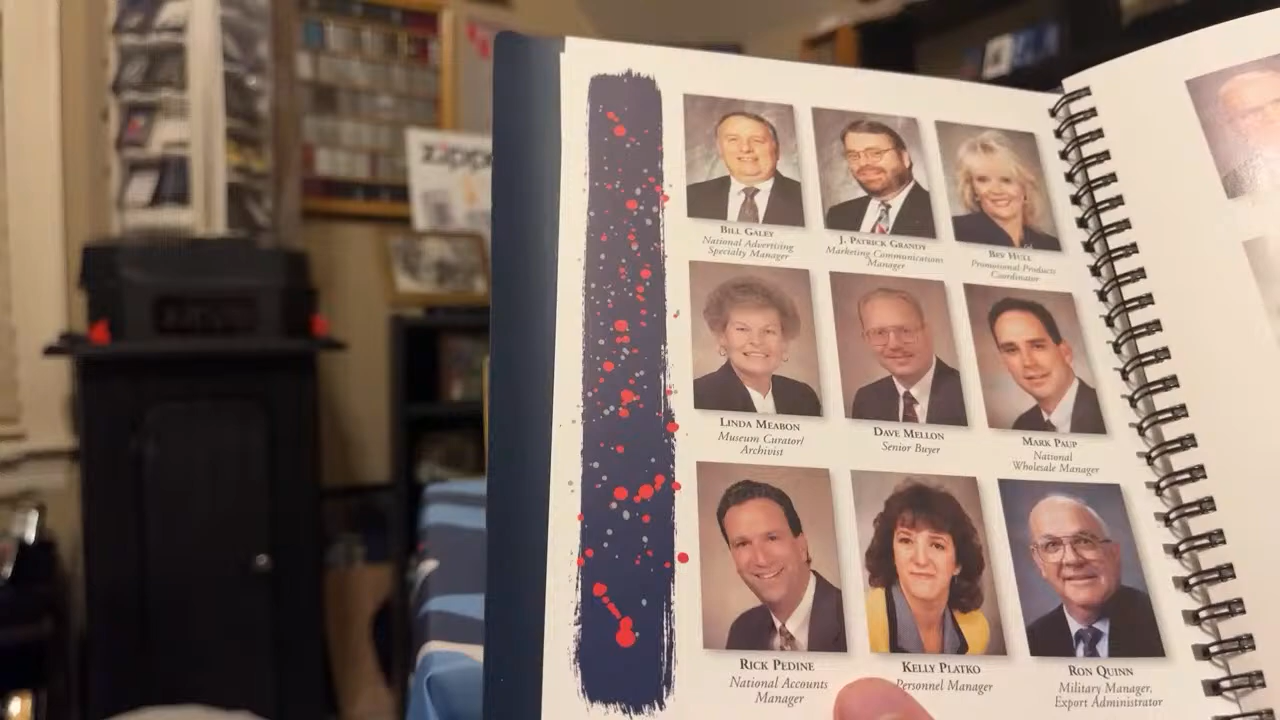 zippo
BILL GALEY
National Advertising
Specialty Manager
J. PATRICK GRANDY
Marketing Communications
Manager
BEV HULL
Promotional Products
Coordinator
LINDA MEABON
Museum Curator/
Archivist
DAVE MELLON
Senior Buyer
MARK PAUP
National
Wholesale Manager
RICK PEDINE
National Accounts
Manager
KELLY PLATKO
Personnel Manager
RON QUINN
Military Manager,
Export Administrator